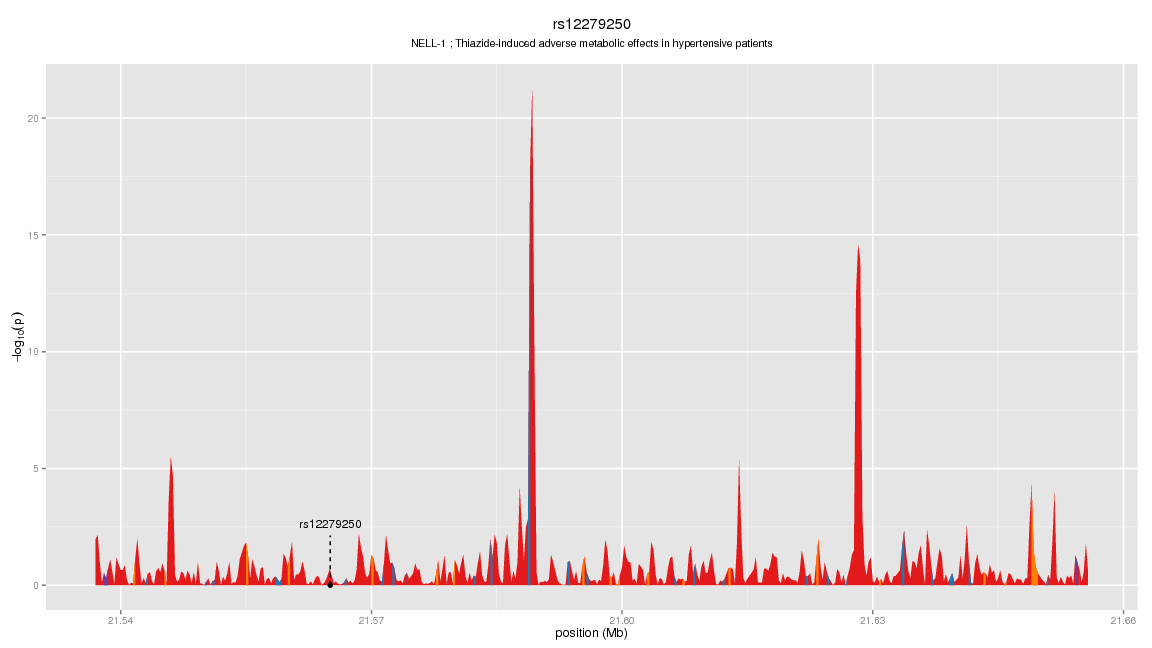 rs12279250
NELL-1 ; Thiazide-induced adverse metabolic effects in hypertensive patients
20
15
10
5
0
−log10(p)
rs12279250
21.54
21.57
21.60
21.63
21.66
position (Mb)